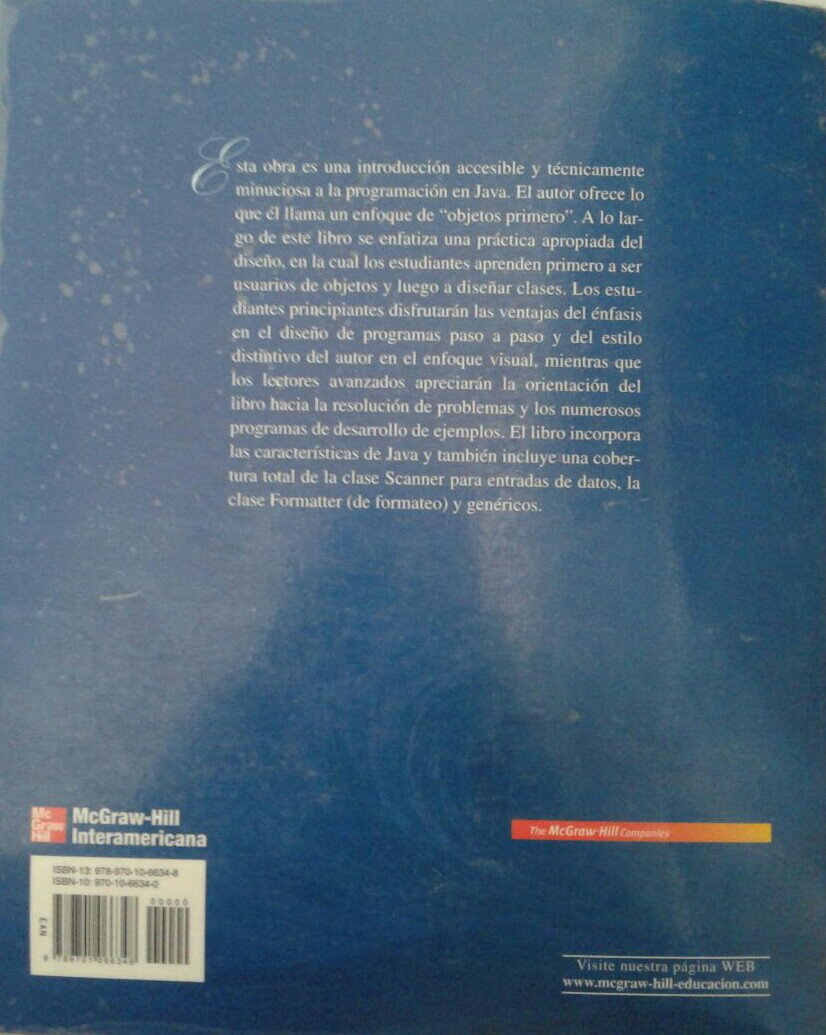 Esta obra es una introducción accesible y técnicamente
minuciosa a la programación en Java. El autor ofrece lo
que él llama un enfoque de “objetos primero”. A lo lar-
go de este libro se enfatiza una práctica apropiada del
diseño, en la cual los estudiantes aprenden primero a ser
usuarios de objetos y luego a diseñar clases. Los estu-
diantes principiantes disfrutarán las ventajas del énfasis
en el diseño de programas paso a paso y del estilo
distintivo del autor en el enfoque visual, mientras que
los lectores avanzados apreciarán la orientación del
libro hacia la resolución de problemas y los numerosos
programas de desarrollo de ejemplos. El libro incorpora
las características de Java y también incluye una cober-
tura total de la clase Scanner para entradas de datos, la
clase Formatter (de formateo) y genéricos.
Mc
Graw
Hill
McGraw-Hill
Interamericana
The McGraw-Hill Companies
ISBN-13: 978-970-10-6634-8
ISBN-10: 970-10-6634-0
00000
EAN
9 789701 066348
Visite nuestra página WEB
www.mcgraw-hill-educacion.com